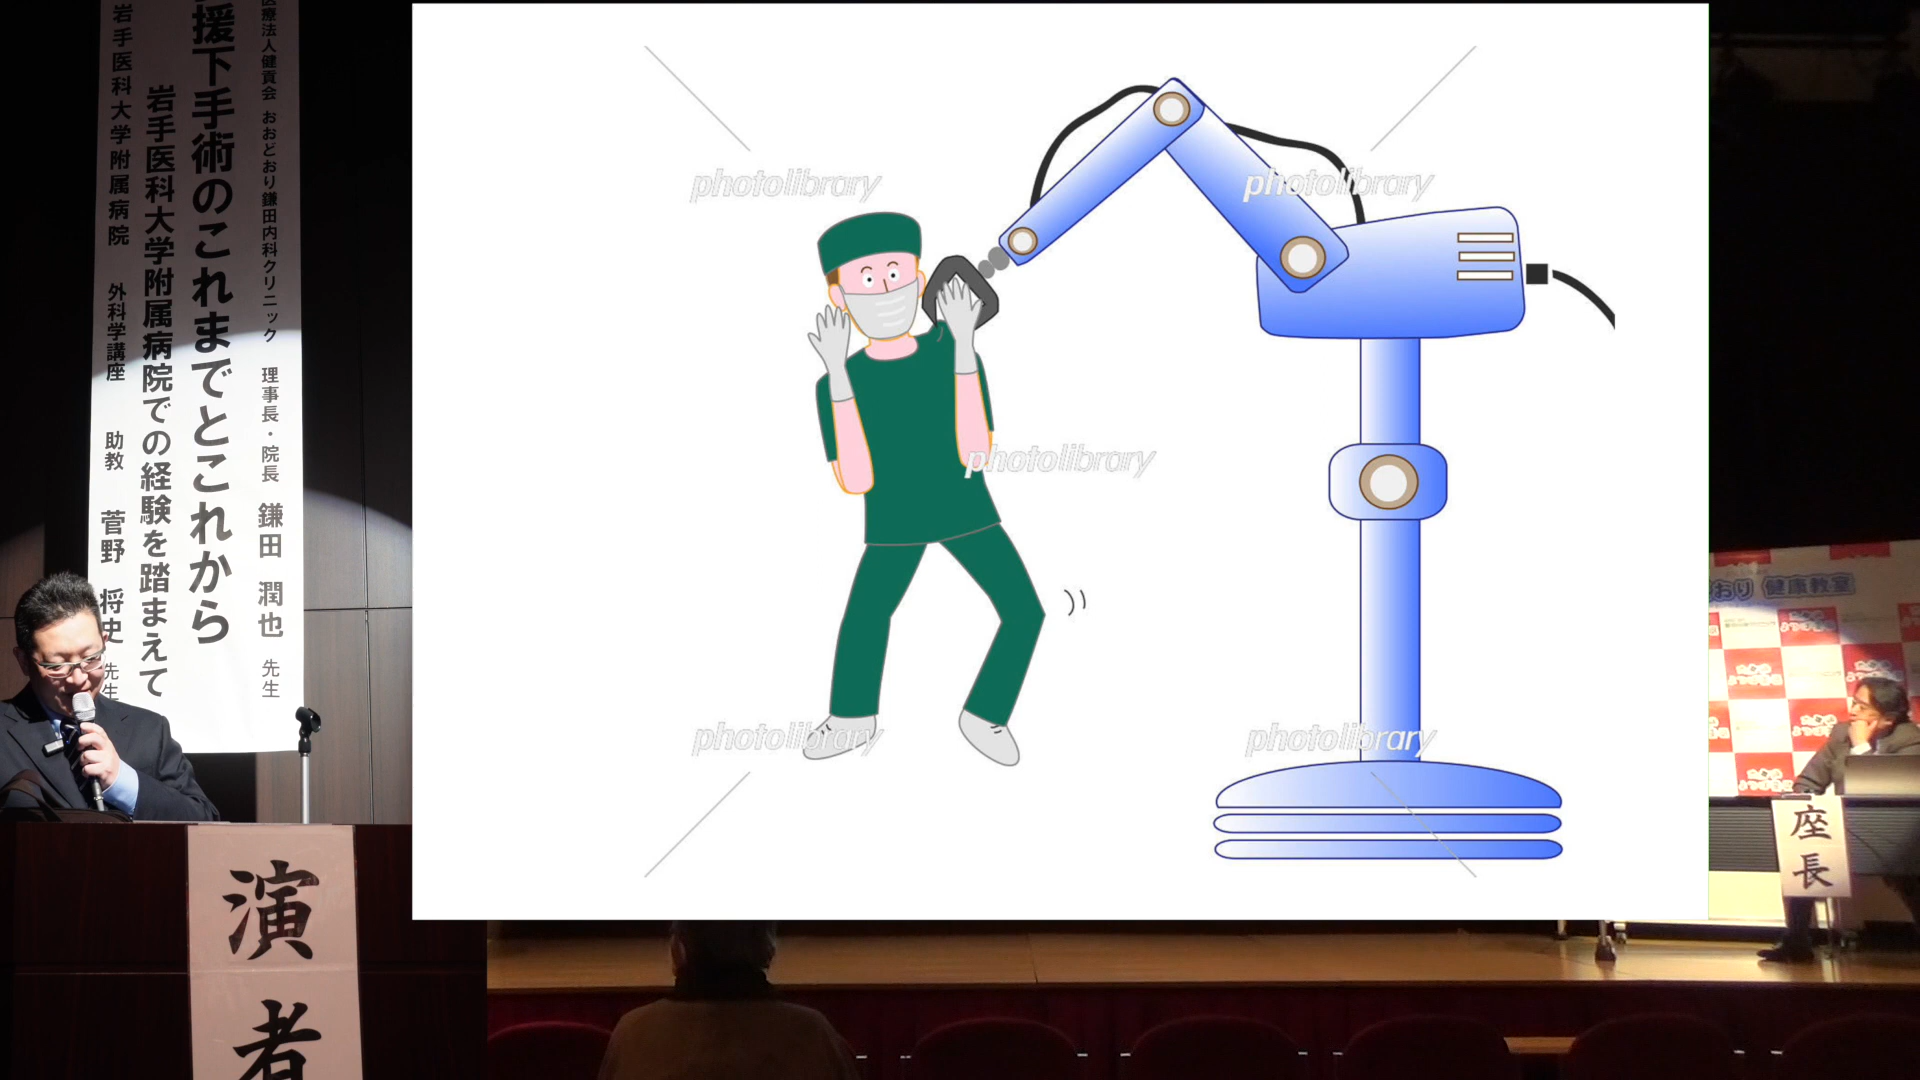 医療法人健貢会 おおどおり鎌田内科クリニック 理事長・院長 鎌田 潤也 先生
援下手術のこれまでとこれから
岩手医科大学附属病院での経験を踏まえて
岩手医科大学附属病院 外科学講座 助教 菅野 将史 先生
演者
photolibrary
photolibrary
photolibrary
photolibrary
photolibrary
おり 健康教室
座長